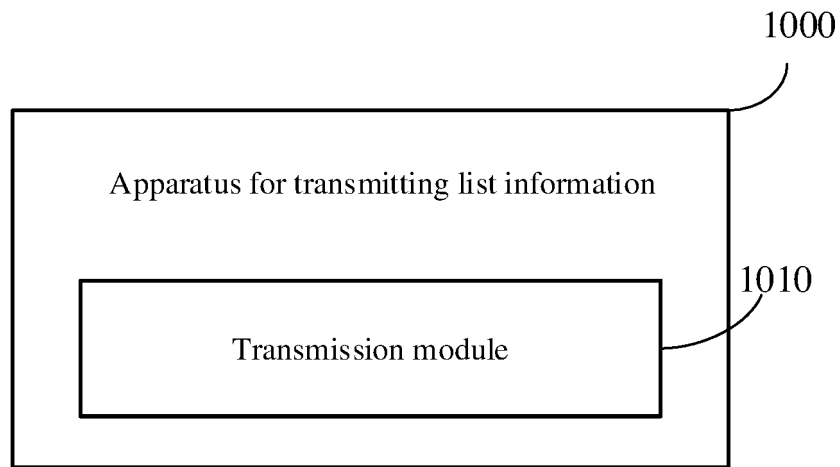 1000
Apparatus for transmitting list information
1010
Transmission module